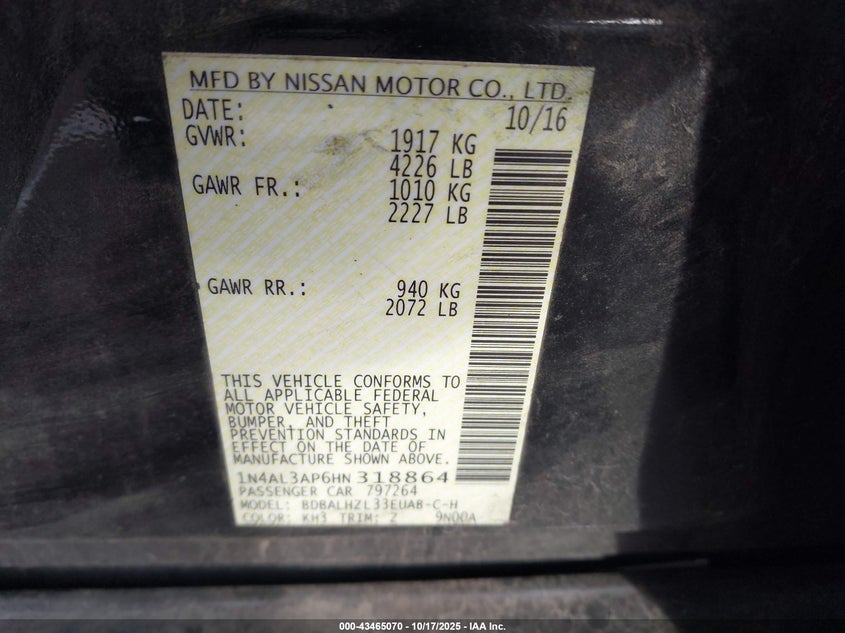 MFD BY NISSAN MOTOR CO., LTD.
DATE: 10/16
GVWR: 1917 KG
4226 LB
GAWR FR.: 1010 KG
2227 LB
GAWR RR.: 940 KG
2072 LB
THIS VEHICLE CONFORMS TO
ALL APPLICABLE FEDERAL
MOTOR VEHICLE SAFETY,
BUMPER, AND THEFT
PREVENTION STANDARDS IN
EFFECT ON THE DATE OF
MANUFACTURE SHOWN ABOVE.
1N4AL3AP6HN318864
PASSENGER CAR 797264
MODEL: BDBALHZL33EUAB-C-H
COLOR: KH3 TRIM: Z 9N00A
000-43465070 - 10/17/2025 - IAA Inc.